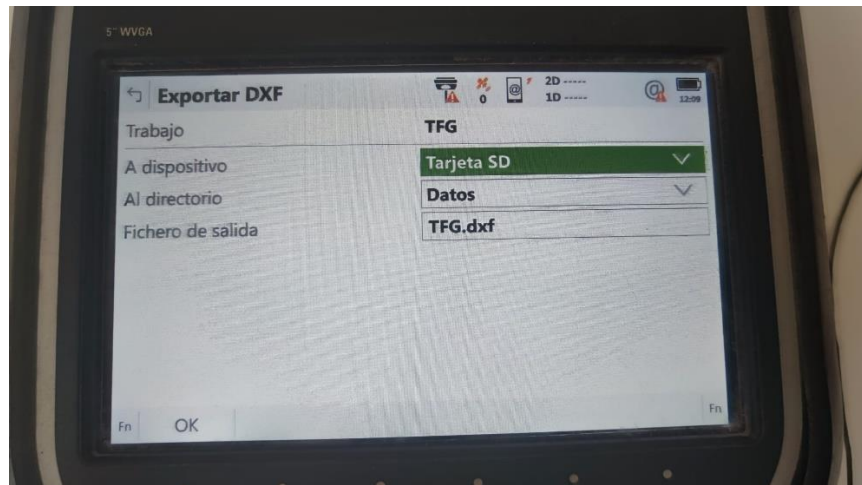 5" WVGA
Exportar DXF
0
@
2D -----
1D -----
@
12:09
Trabajo TFG
A dispositivo Tarjeta SD
Al directorio Datos
Fichero de salida TFG.dxf
Fn OK Fn